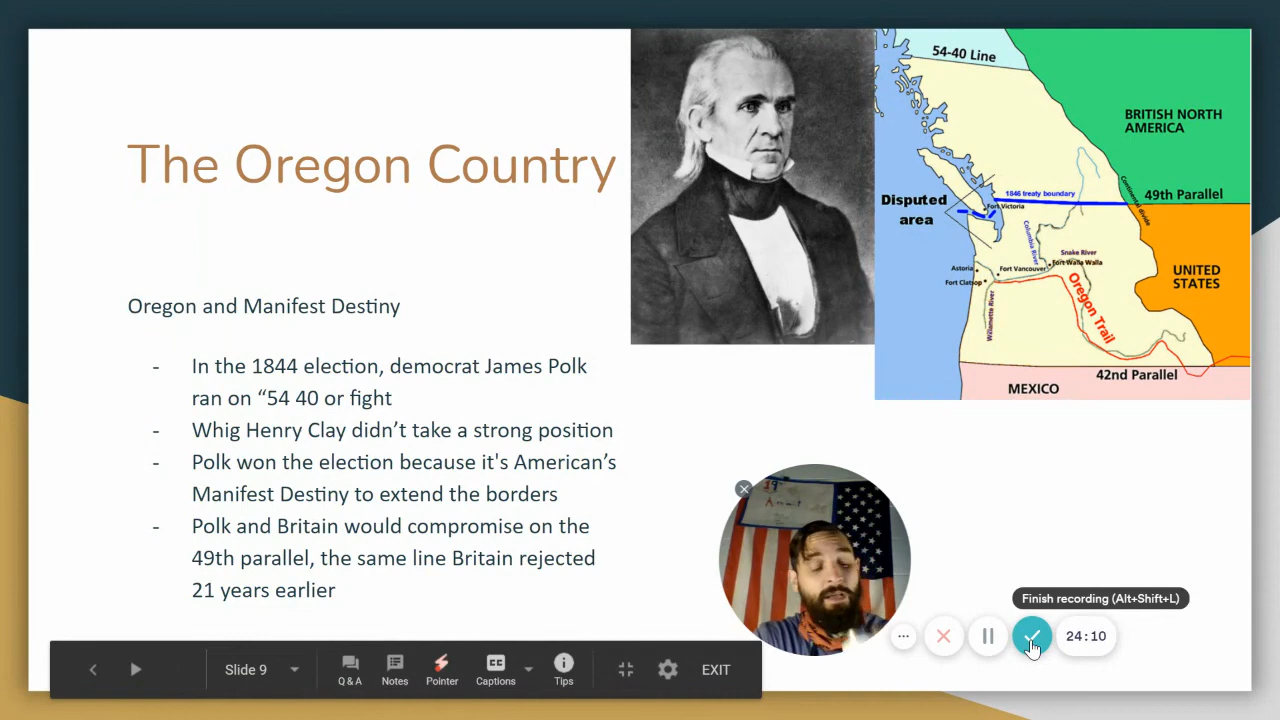 The Oregon Country
Oregon and Manifest Destiny
- In the 1844 election, democrat James Polk
ran on “54 40 or fight
- Whig Henry Clay didn’t take a strong position
- Polk won the election because it's American’s
Manifest Destiny to extend the borders
- Polk and Britain would compromise on the
49th parallel, the same line Britain rejected
21 years earlier
54-40 Line
BRITISH NORTH
AMERICA
Continental divide
49th Parallel
1846 treaty boundary
Disputed
area
Fort Victoria
Columbia River
Snake River
Fort Walla Walla
Astoria
Fort Vancouver
Fort Clatsop
Willamette River
Oregon Trail
UNITED
STATES
42nd Parallel
MEXICO
Finish recording (Alt+Shift+L)
24:10
Slide 9
Q & A
Notes
Pointer
CC
Captions
Tips
EXIT